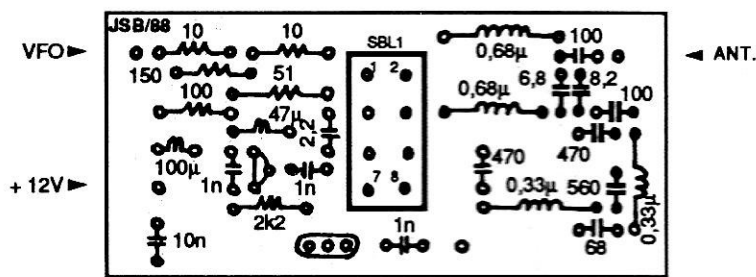 JSB/88
VFO
10
10
SBL1
0,68µ
100
ANT.
150
51
1 2
6,8
8,2
100
47µ
2,2
0,68µ
100
100µ
470
470
+ 12V
1n
1n
7 8
0,33µ
560
0,33µ
2k2
10n
1n
68